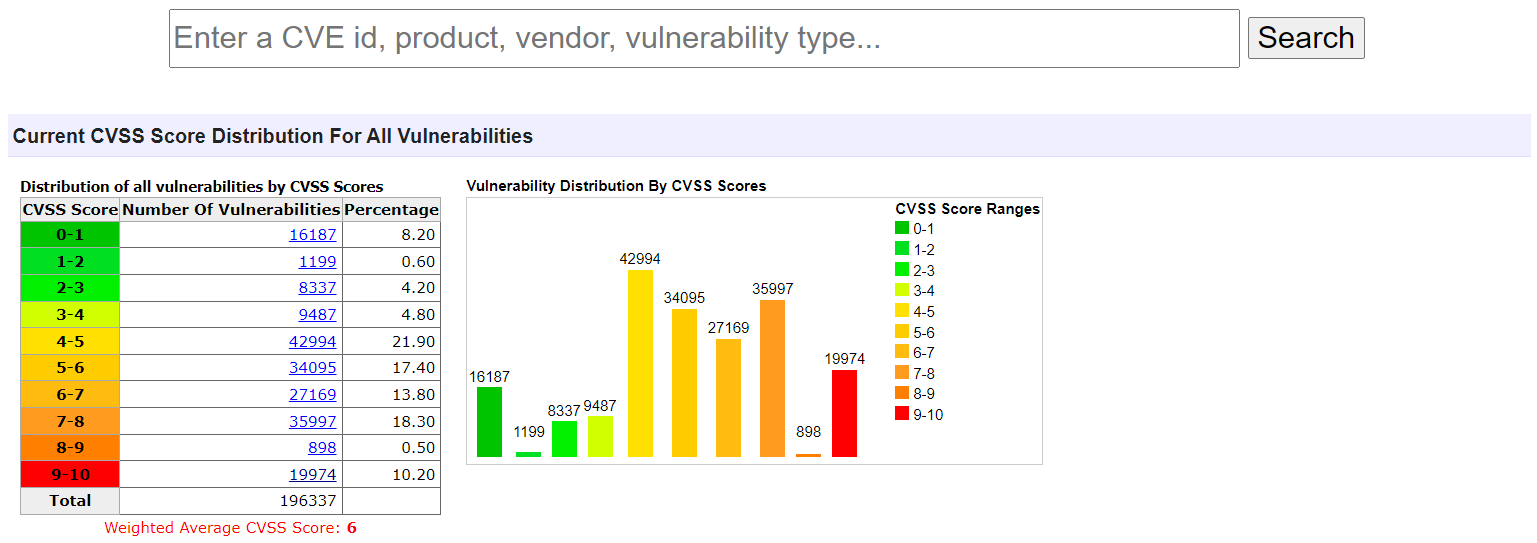 Enter a CVE id, product, vendor, vulnerability type... Search
Current CVSS Score Distribution For All Vulnerabilities
Distribution of all vulnerabilities by CVSS Scores
CVSS Score Number Of Vulnerabilities Percentage
0-1 16187 8.20
1-2 1199 0.60
2-3 8337 4.20
3-4 9487 4.80
4-5 42994 21.90
5-6 34095 17.40
6-7 27169 13.80
7-8 35997 18.30
8-9 898 0.50
9-10 19974 10.20
Total 196337
Weighted Average CVSS Score: 6
Vulnerability Distribution By CVSS Scores
16187
1199
8337
9487
42994
34095
27169
35997
898
19974
CVSS Score Ranges
0-1
1-2
2-3
3-4
4-5
5-6
6-7
7-8
8-9
9-10